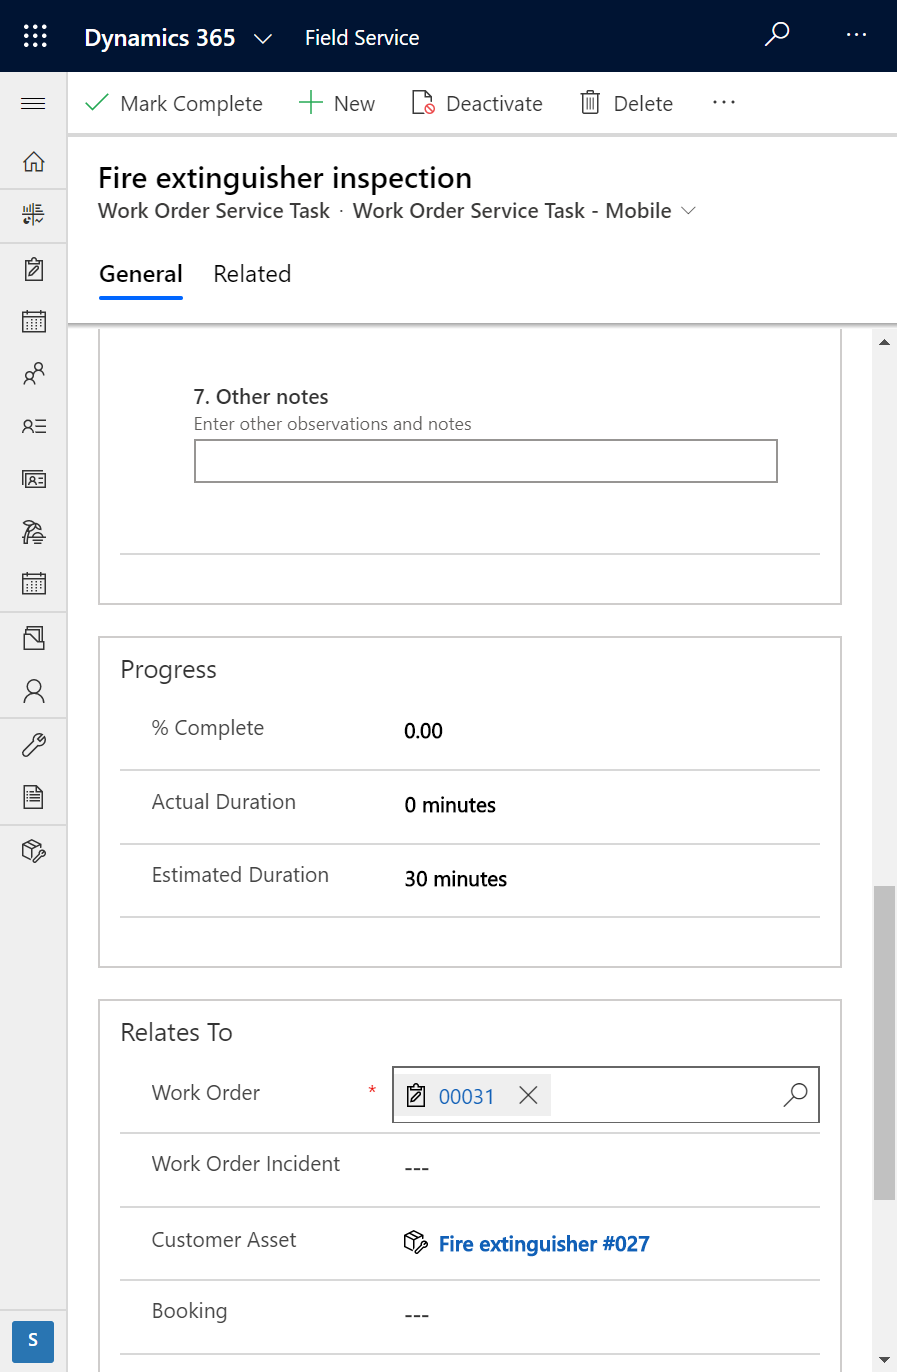 Dynamics 365 Field Service
Mark Complete New Deactivate Delete
Fire extinguisher inspection
Work Order Service Task · Work Order Service Task - Mobile
General Related
7. Other notes
Enter other observations and notes
Progress
% Complete 0.00
Actual Duration 0 minutes
Estimated Duration 30 minutes
Relates To
Work Order * 00031
Work Order Incident ---
Customer Asset Fire extinguisher #027
Booking ---
S